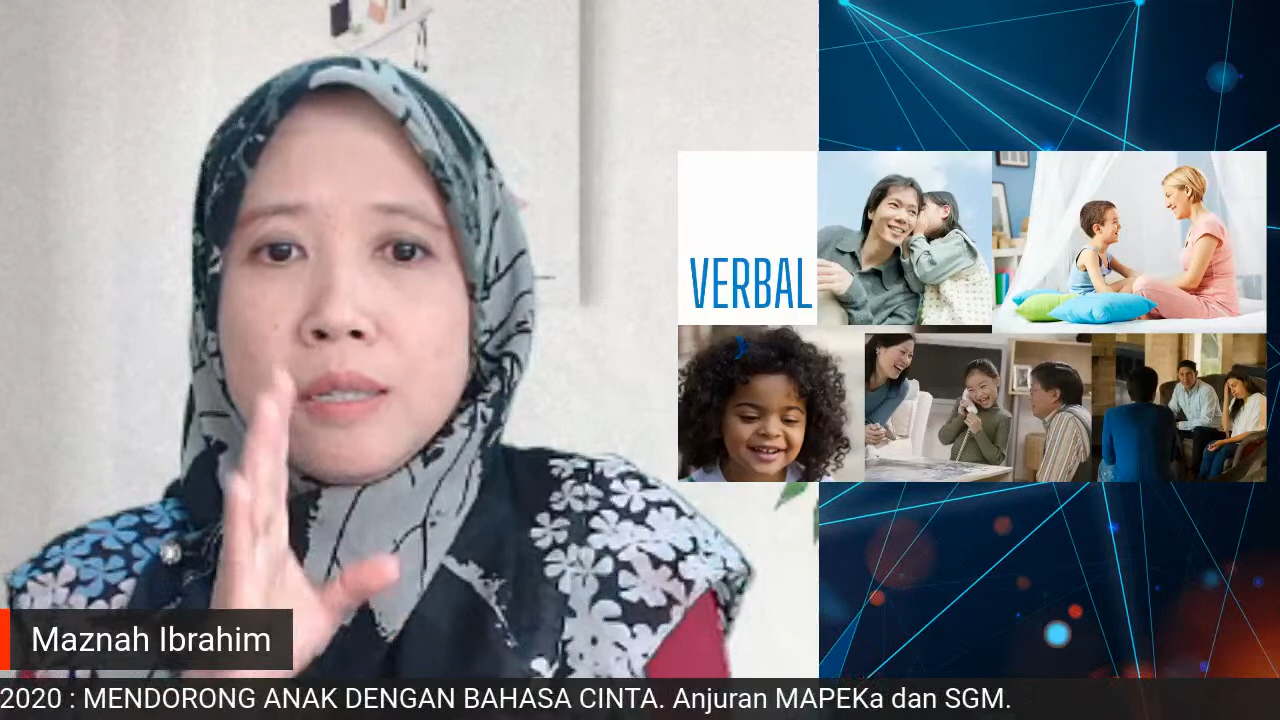 VERBAL
Maznah Ibrahim
2020 : MENDORONG ANAK DENGAN BAHASA CINTA. Anjuran MAPEKa dan SGM.